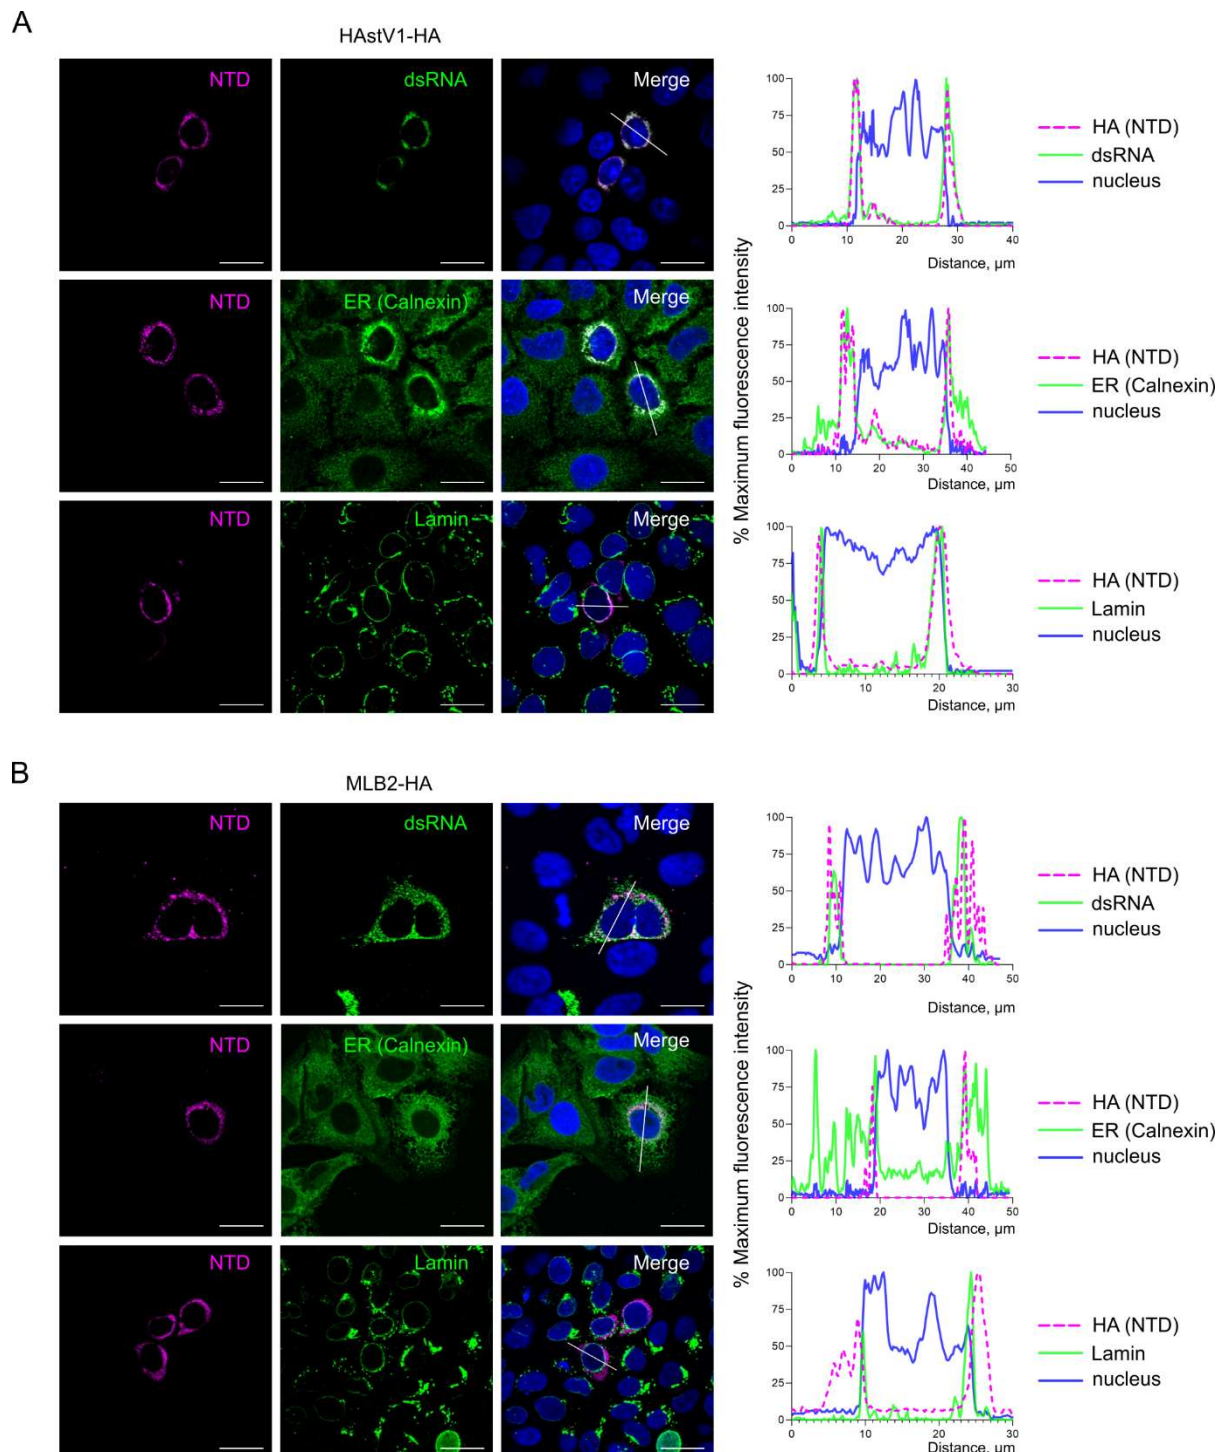 A
HAstV1-HA
NTD
dsRNA
Merge
100
75
50
25
0
0 10 20 30 40
Distance, µm
HA (NTD)
dsRNA
nucleus
NTD
ER (Calnexin)
Merge
100
75
50
25
0
0 10 20 30 40 50
Distance, µm
HA (NTD)
ER (Calnexin)
nucleus
% Maximum fluorescence intensity
NTD
Lamin
Merge
100
75
50
25
0
0 10 20 30
Distance, µm
HA (NTD)
Lamin
nucleus
B
MLB2-HA
NTD
dsRNA
Merge
100
75
50
25
0
0 10 20 30 40 50
Distance, µm
HA (NTD)
dsRNA
nucleus
NTD
ER (Calnexin)
Merge
100
75
50
25
0
0 10 20 30 40 50
Distance, µm
HA (NTD)
ER (Calnexin)
nucleus
% Maximum fluorescence intensity
NTD
Lamin
Merge
100
75
50
25
0
0 10 20 30
Distance, µm
HA (NTD)
Lamin
nucleus